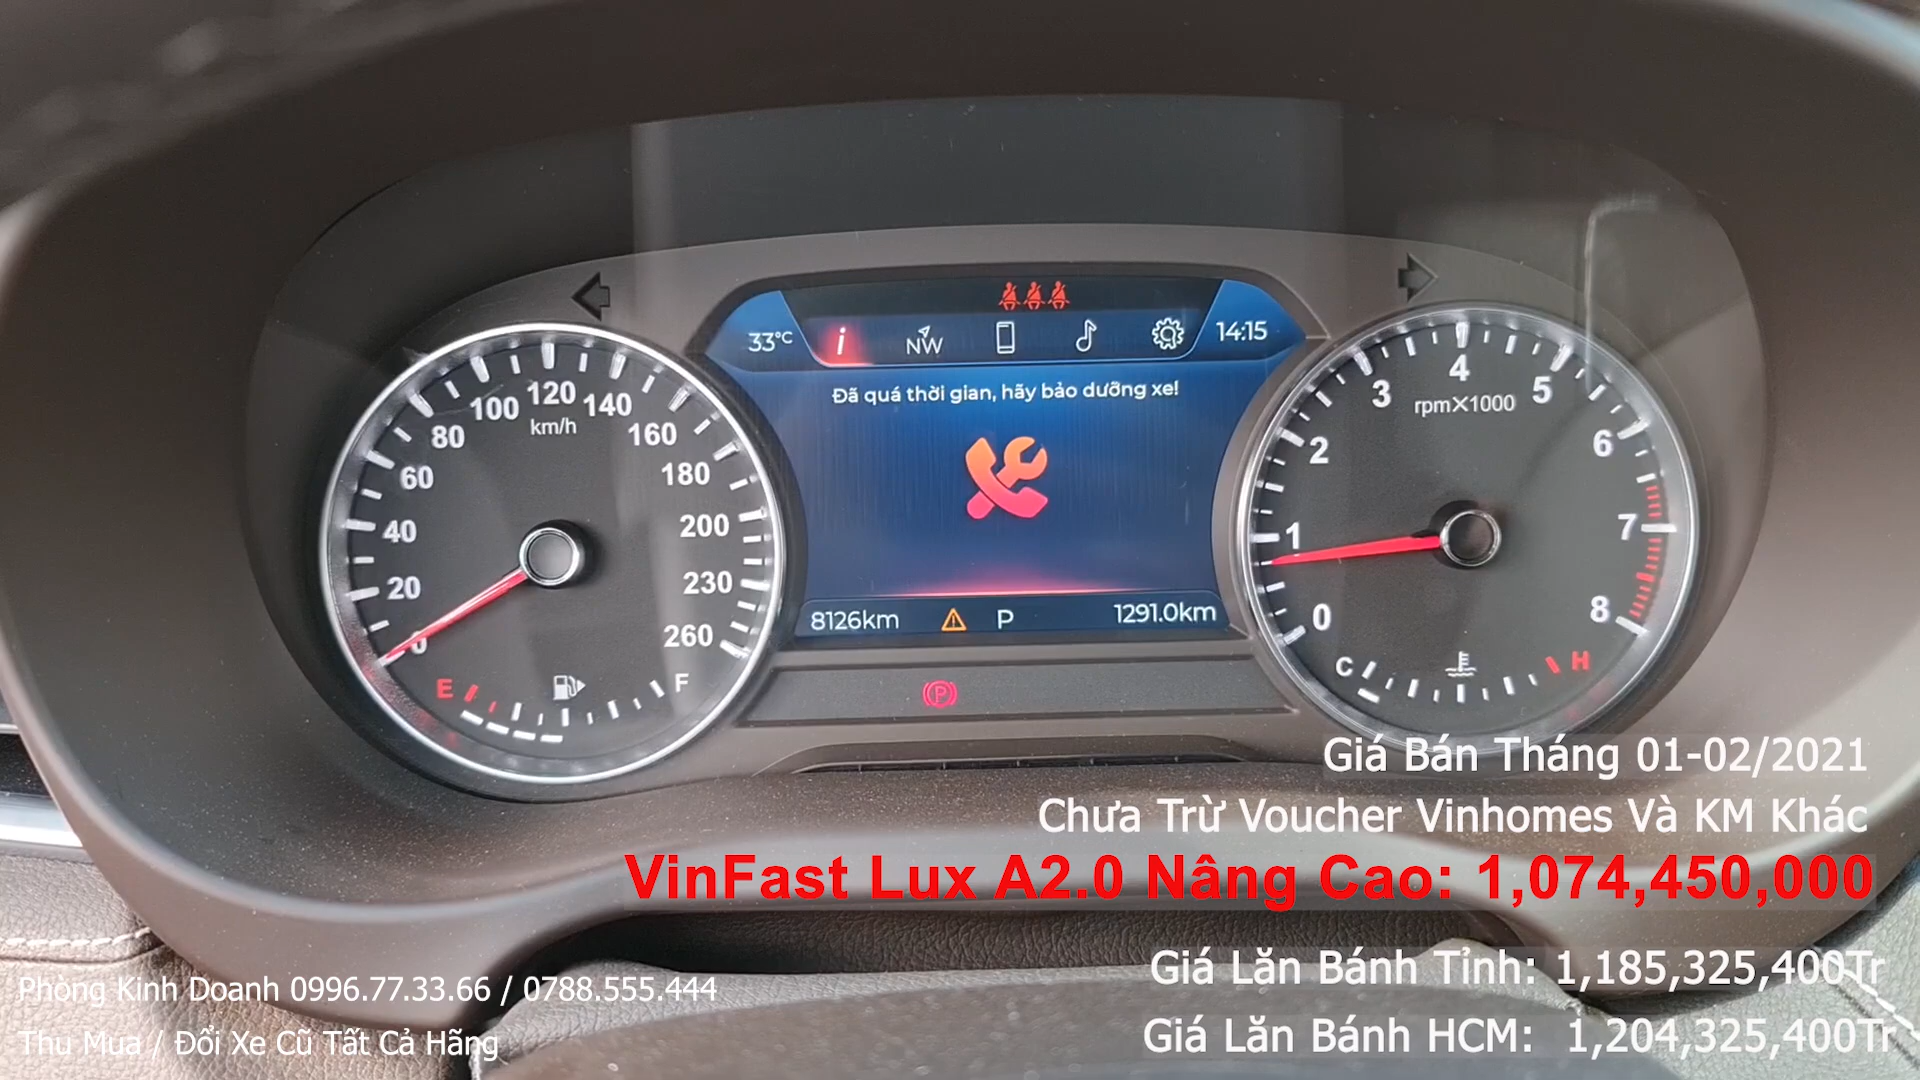 33°C
i
NW
14:15
Đã quá thời gian, hãy bảo dưỡng xe!
0
20
40
60
80
100
120
140
160
180
200
230
260
km/h
E
F
8126km
P
1291.0km
P
0
1
2
3
4
5
6
7
8
rpmX1000
C
H
Giá Bán Tháng 01-02/2021
Chưa Trừ Voucher Vinhomes Và KM Khác
VinFast Lux A2.0 Nâng Cao: 1,074,450,000
Giá Lăn Bánh Tỉnh: 1,185,325,400Tr
Giá Lăn Bánh HCM: 1,204,325,400Tr
Phòng Kinh Doanh 0996.77.33.66 / 0788.555.444
Thu Mua / Đổi Xe Cũ Tất Cả Hãng